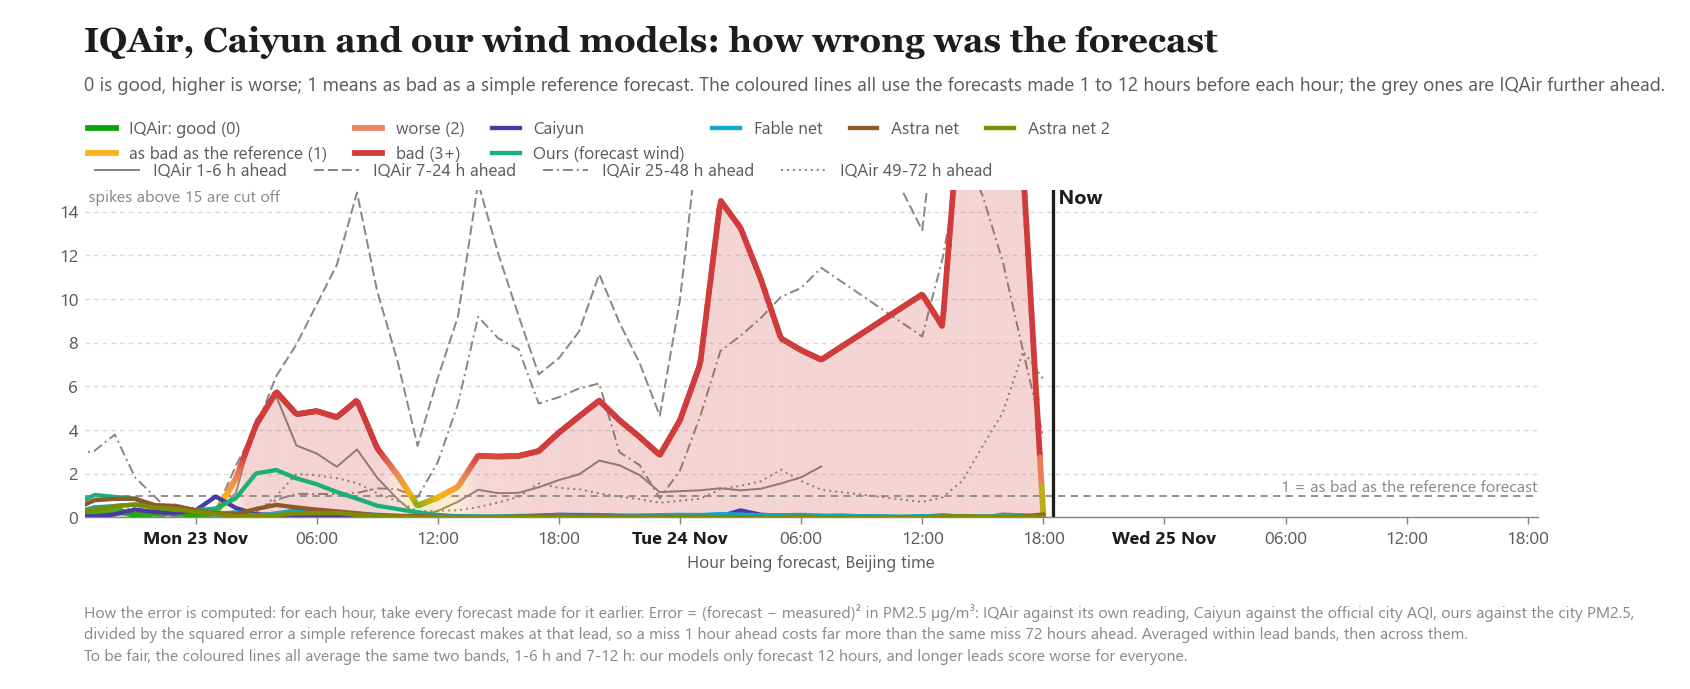 IQAir, Caiyun and our wind models: how wrong was the forecast
0 is good, higher is worse; 1 means as bad as a simple reference forecast. The coloured lines all use the forecasts made 1 to 12 hours before each hour; the grey ones are IQAir further ahead.
IQAir: good (0) worse (2) Caiyun Fable net Astra net Astra net 2
as bad as the reference (1) bad (3+) Ours (forecast wind)
IQAir 1-6 h ahead IQAir 7-24 h ahead IQAir 25-48 h ahead IQAir 49-72 h ahead
spikes above 15 are cut off
Now
14
12
10
8
6
4
2
0
1 = as bad as the reference forecast
Mon 23 Nov 06:00 12:00 18:00 Tue 24 Nov 06:00 12:00 18:00 Wed 25 Nov 06:00 12:00 18:00
Hour being forecast, Beijing time
How the error is computed: for each hour, take every forecast made for it earlier. Error = (forecast − measured)² in PM2.5 µg/m³: IQAir against its own reading, Caiyun against the official city AQI, ours against the city PM2.5,
divided by the squared error a simple reference forecast makes at that lead, so a miss 1 hour ahead costs far more than the same miss 72 hours ahead. Averaged within lead bands, then across them.
To be fair, the coloured lines all average the same two bands, 1-6 h and 7-12 h: our models only forecast 12 hours, and longer leads score worse for everyone.